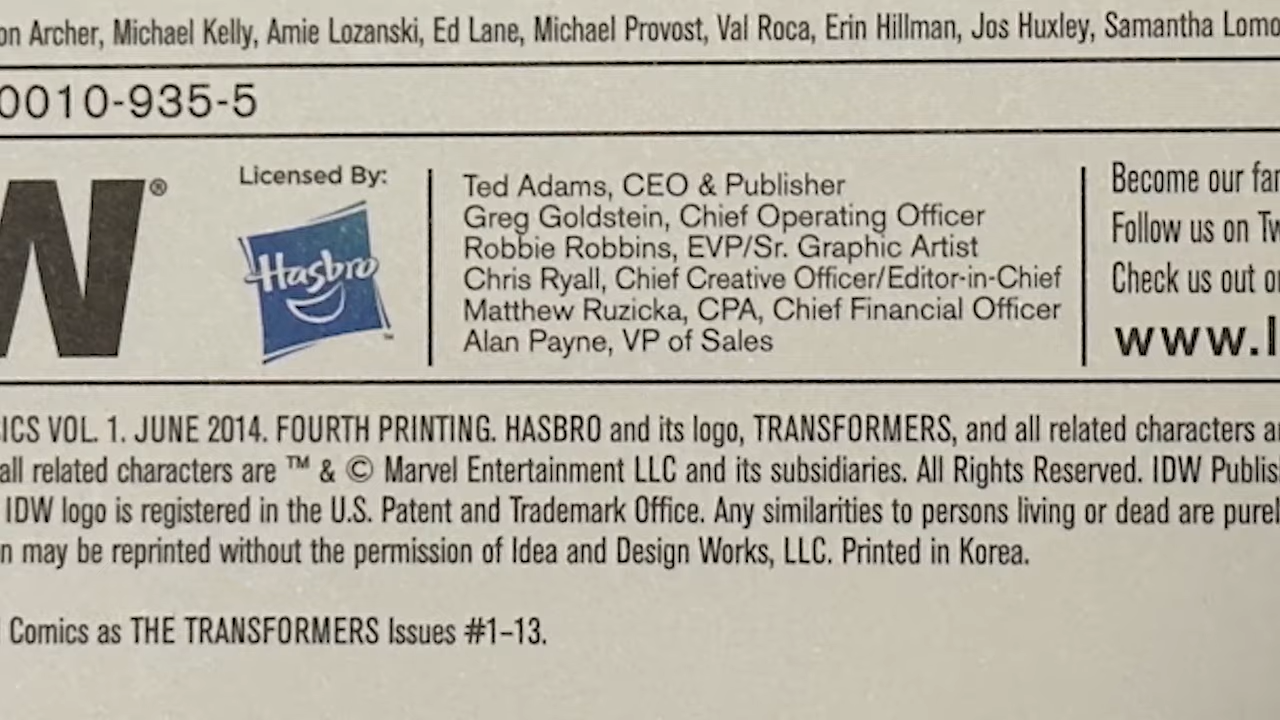 on Archer, Michael Kelly, Amie Lozanski, Ed Lane, Michael Provost, Val Roca, Erin Hillman, Jos Huxley, Samantha Lomo
0010-935-5
W®
Licensed By:
Hasbro
™
Ted Adams, CEO & Publisher
Greg Goldstein, Chief Operating Officer
Robbie Robbins, EVP/Sr. Graphic Artist
Chris Ryall, Chief Creative Officer/Editor-in-Chief
Matthew Ruzicka, CPA, Chief Financial Officer
Alan Payne, VP of Sales
Become our fan
Follow us on Tw
Check us out on
www.I
ICS VOL. 1. JUNE 2014. FOURTH PRINTING. HASBRO and its logo, TRANSFORMERS, and all related characters ar
all related characters are ™ & © Marvel Entertainment LLC and its subsidiaries. All Rights Reserved. IDW Publis
IDW logo is registered in the U.S. Patent and Trademark Office. Any similarities to persons living or dead are purel
n may be reprinted without the permission of Idea and Design Works, LLC. Printed in Korea.
Comics as THE TRANSFORMERS Issues #1–13.